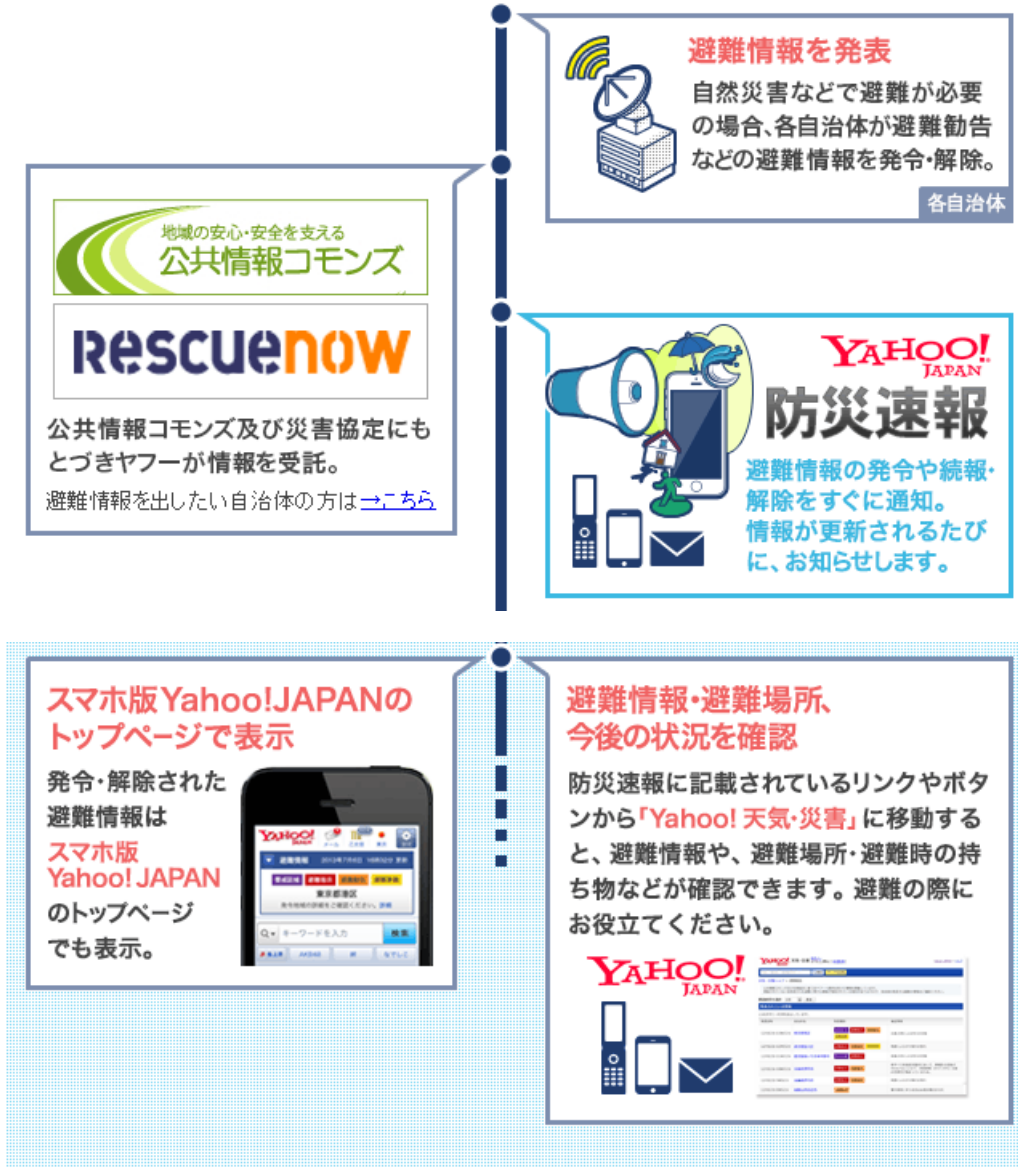 避難情報を発表
自然災害などで避難が必要
の場合、各自治体が避難勧告
などの避難情報を発令・解除。
各自治体
地域の安心・安全を支える
公共情報コモンズ
Rescuenow
公共情報コモンズ及び災害協定にも
とづきヤフーが情報を受託。
避難情報を出したい自治体の方は→こちら
YAHOO!
JAPAN
防災速報
避難情報の発令や続報・
解除をすぐに通知。
情報が更新されるたび
に、お知らせします。
スマホ版Yahoo!JAPANの
トップページで表示
発令・解除された
避難情報は
スマホ版
Yahoo! JAPAN
のトップページ
でも表示。
YAHOO!
JAPAN
避難情報
東京都港区
キーワードを入力
検索
AKB48
なでしこ
避難情報・避難場所、
今後の状況を確認
防災速報に記載されているリンクやボタ
ンから「Yahoo! 天気・災害」に移動する
と、避難情報や、避難場所・避難時の持
ち物などが確認できます。避難の際に
お役立てください。
YAHOO!
JAPAN